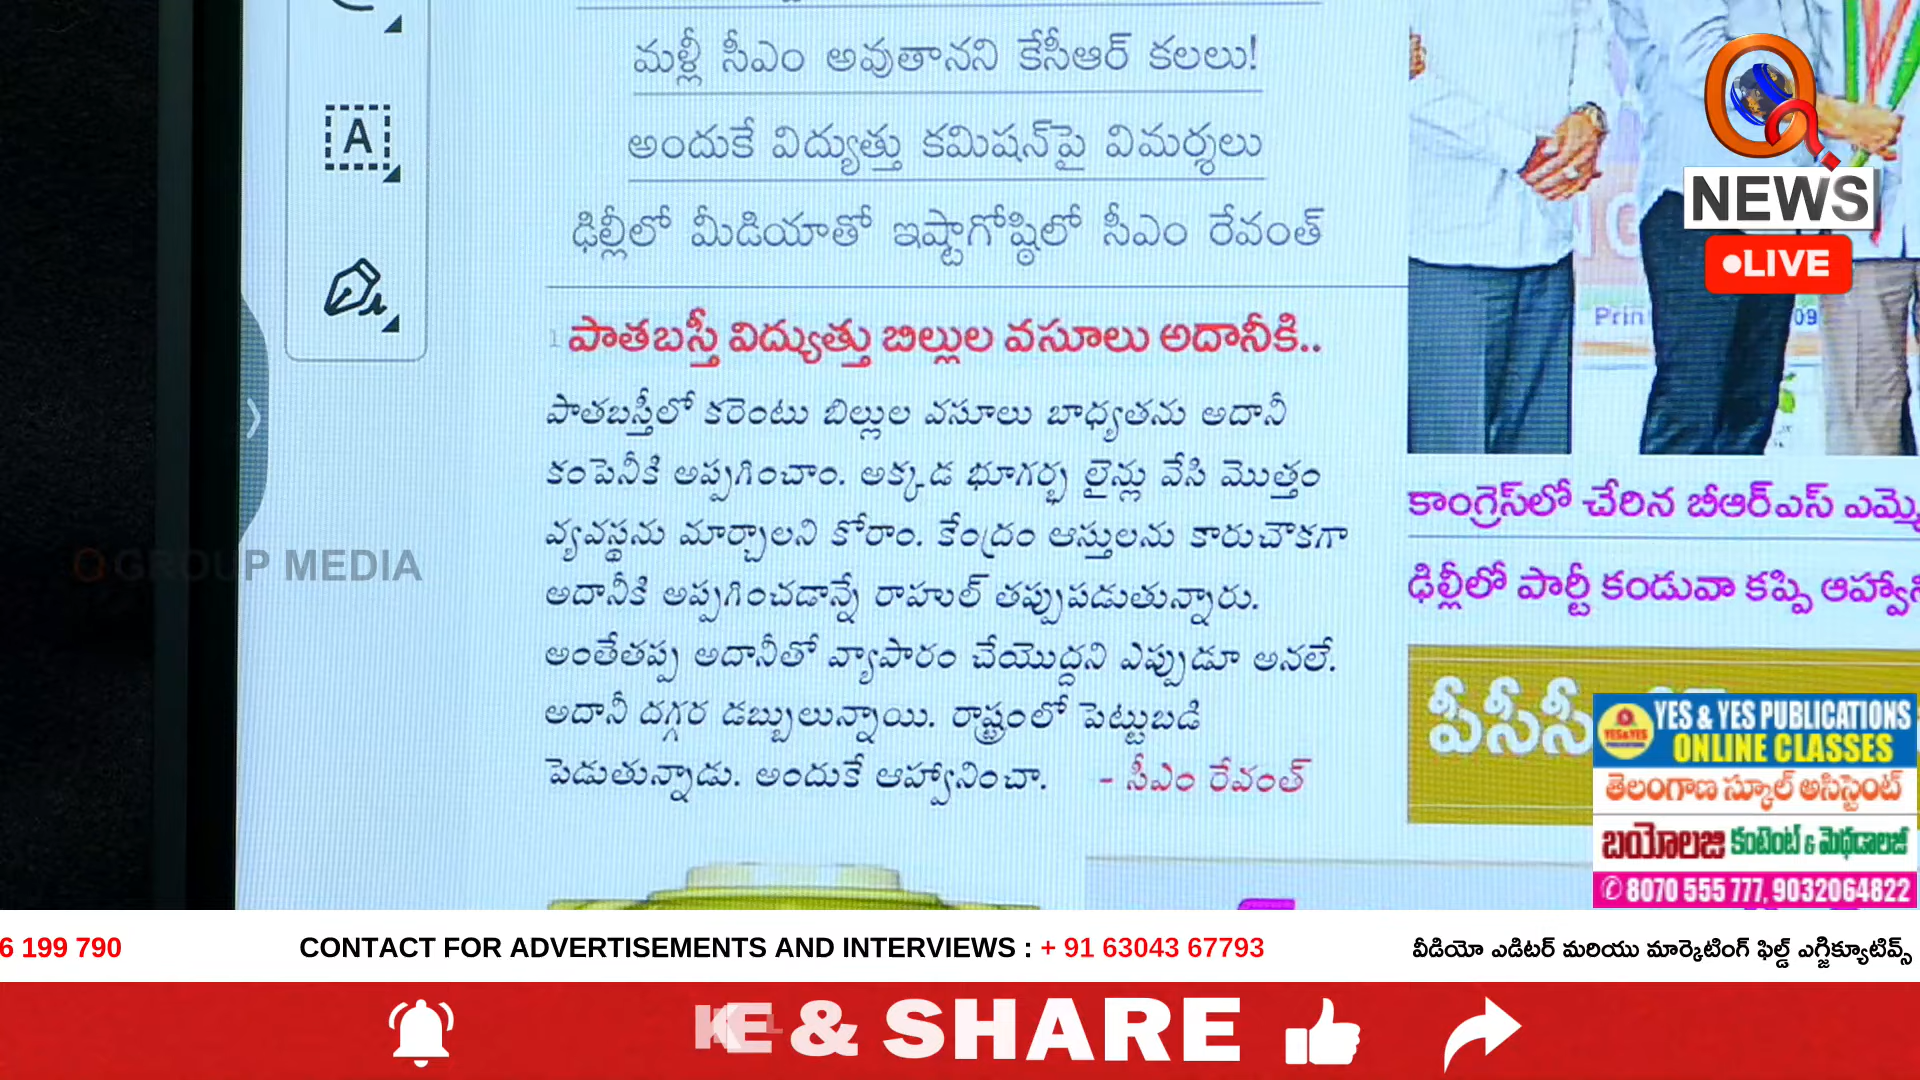 మళ్లీ సీఎం అవుతానని కేసీఆర్ కలలు!
అందుకే విద్యుత్తు కమిషన్‌పై విమర్శలు
ఢిల్లీలో మీడియాతో ఇష్టాగోష్ఠిలో సీఎం రేవంత్
పాతబస్తీ విద్యుత్తు బిల్లుల వసూలు అదానీకి..
పాతబస్తీలో కరెంటు బిల్లుల వసూలు బాధ్యతను అదానీ
కంపెనీకి అప్పగించాం. అక్కడ భూగర్భ లైన్లు వేసి మొత్తం
వ్యవస్థను మార్చాలని కోరాం. కేంద్రం ఆస్తులను కారుచౌకగా
అదానీకి అప్పగించడాన్నే రాహుల్ తప్పుపడుతున్నారు.
అంతేతప్ప అదానీతో వ్యాపారం చేయొద్దని ఎప్పుడూ అనలే.
అదానీ దగ్గర డబ్బులున్నాయి. రాష్ట్రంలో పెట్టుబడి
పెడుతున్నాడు. అందుకే ఆహ్వానించా. - సీఎం రేవంత్
A
Q GROUP MEDIA
NEWS
LIVE
కాంగ్రెస్‌లో చేరిన బీఆర్ఎస్
ఢిల్లీలో పార్టీ కండువా కప్పి
పీసీసీ
YES & YES PUBLICATIONS
ONLINE CLASSES
తెలంగాణ స్కూల్ అసిస్టెంట్
బయోలజి కంటెంట్ & మెథడాలజీ
8070 555 777, 9032064822
6 199 790 CONTACT FOR ADVERTISEMENTS AND INTERVIEWS : + 91 63043 67793 వీడియో ఎడిటర్ మరియు మార్కెటింగ్ ఫిల్డ్ ఎగ్జిక్యూటివ్స్
& SHARE